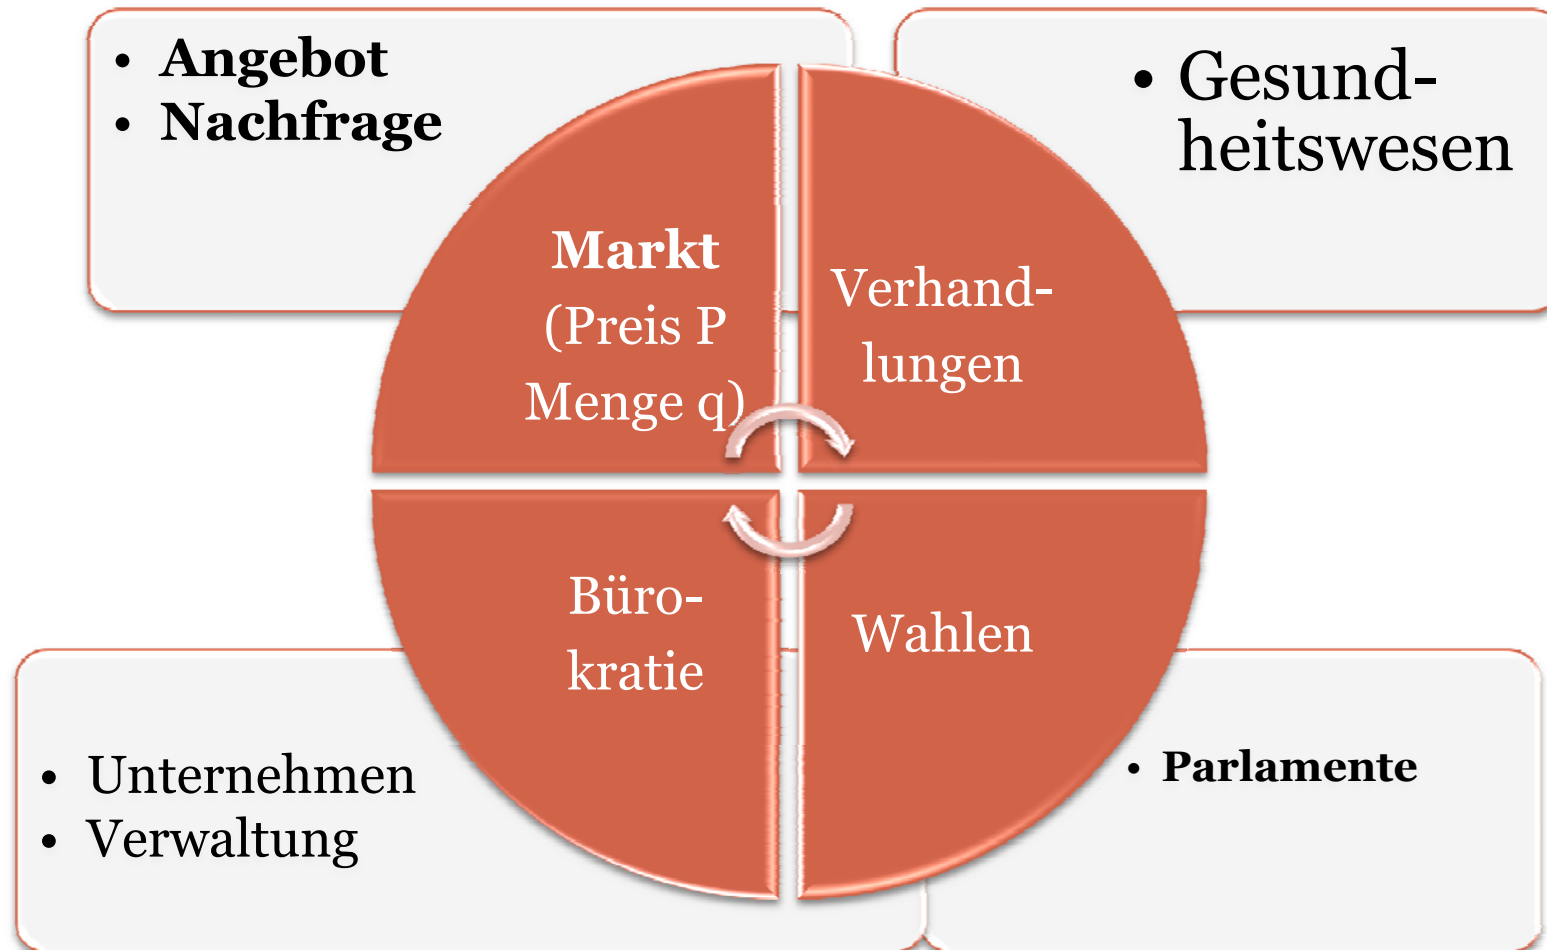 • Angebot
• Nachfrage
• Gesund-
heitswesen
Markt
(Preis P
Menge q)
Verhand-
lungen
Büro-
kratie
Wahlen
• Unternehmen
• Verwaltung
• Parlamente